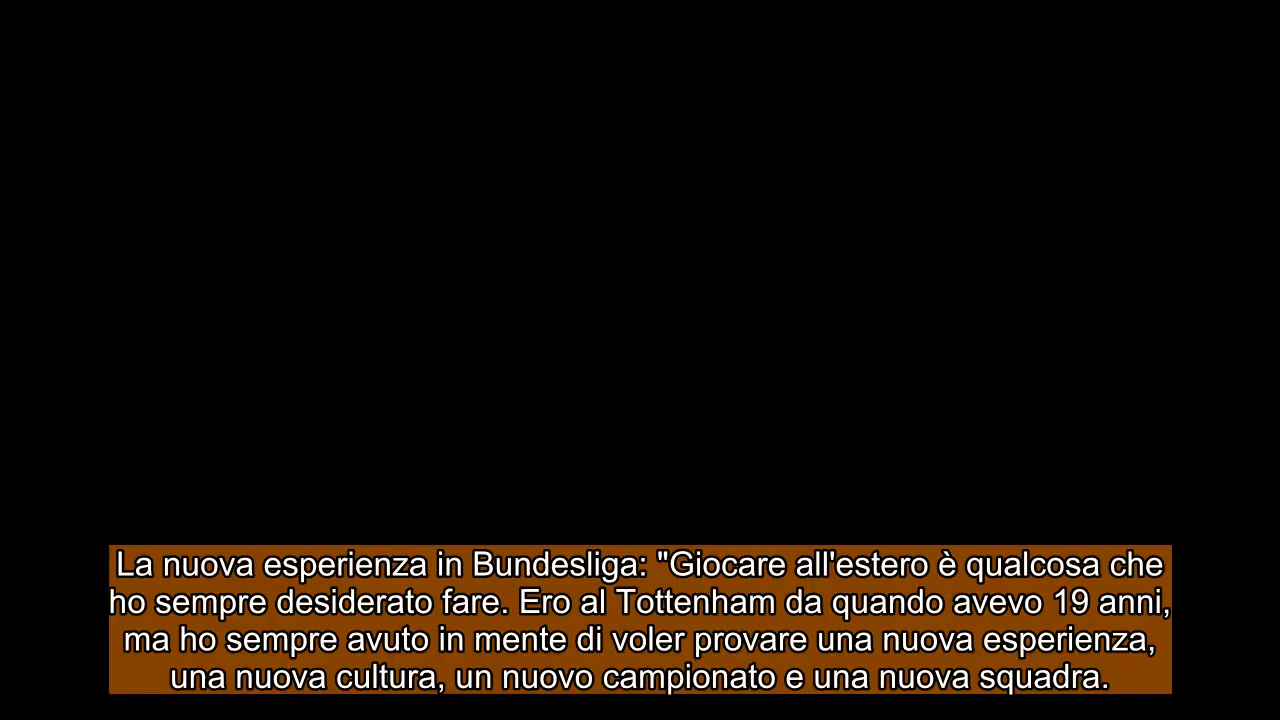 La nuova esperienza in Bundesliga: "Giocare all'estero è qualcosa che
ho sempre desiderato fare. Ero al Tottenham da quando avevo 19 anni,
ma ho sempre avuto in mente di voler provare una nuova esperienza,
una nuova cultura, un nuovo campionato e una nuova squadra.